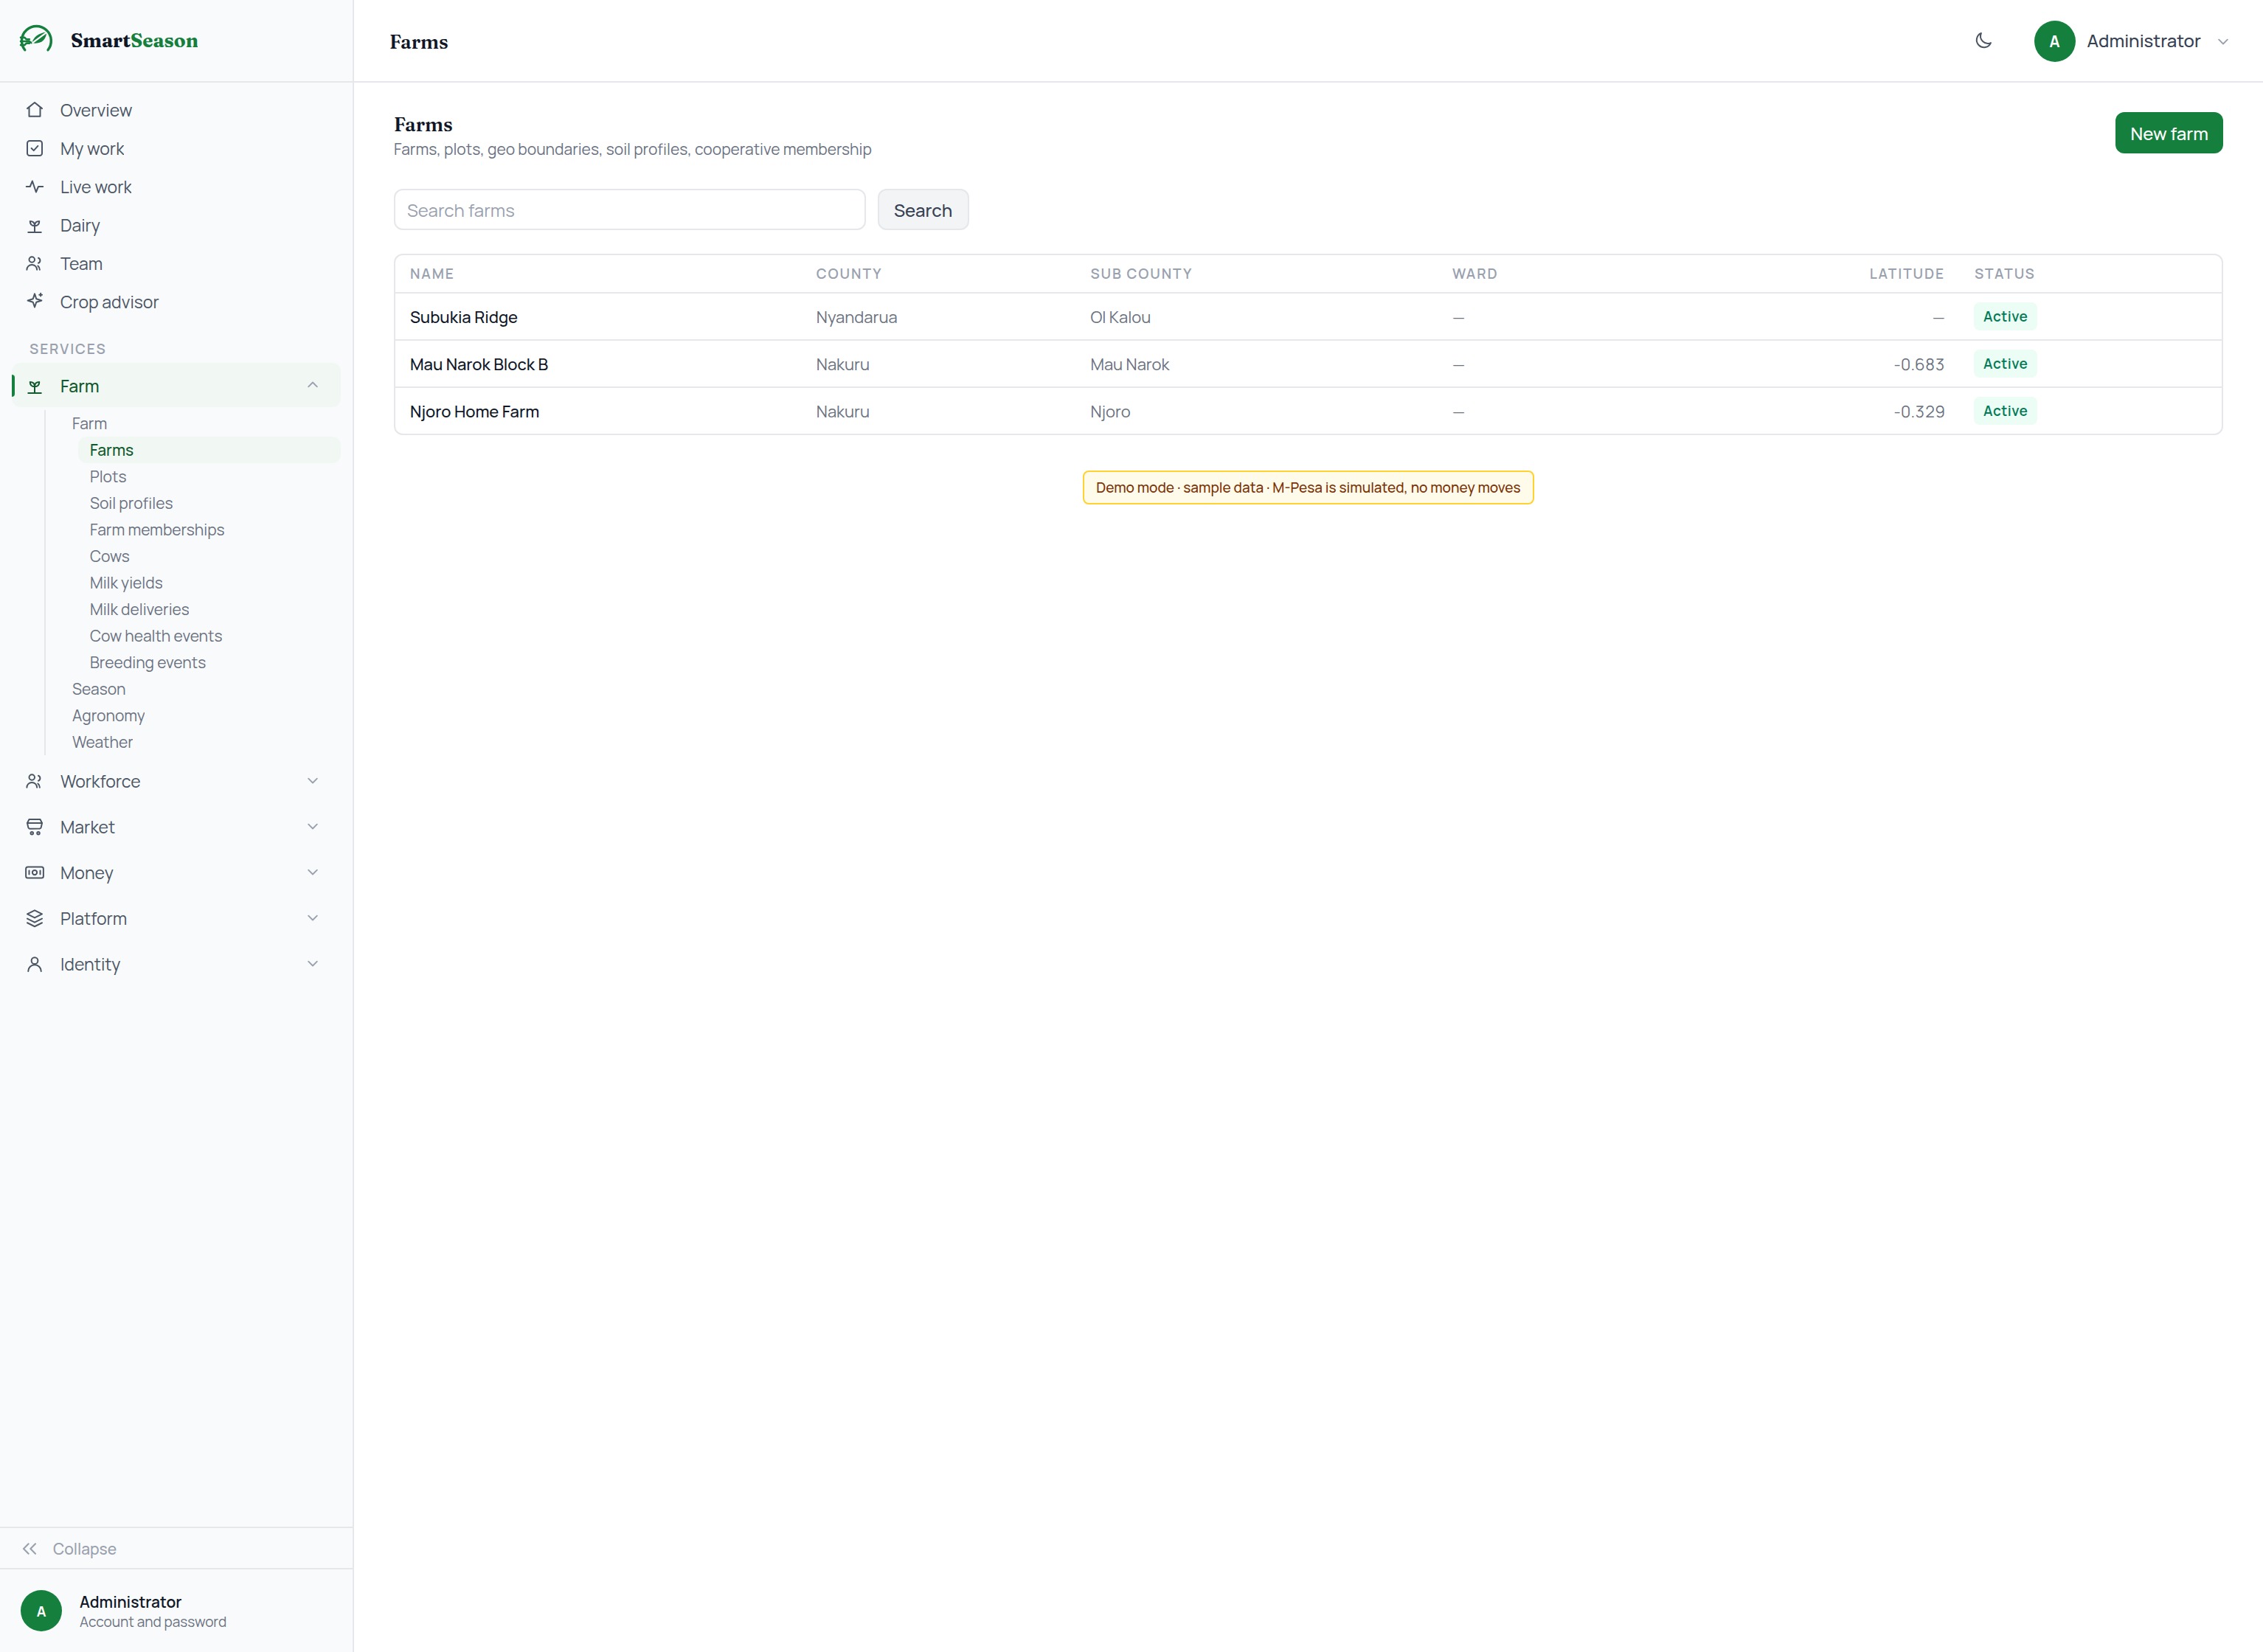 SmartSeason
Farms
A
Administrator
Overview
My work
Live work
Dairy
Team
Crop advisor
SERVICES
Farm
Farm
Farms
Plots
Soil profiles
Farm memberships
Cows
Milk yields
Milk deliveries
Cow health events
Breeding events
Season
Agronomy
Weather
Workforce
Market
Money
Platform
Identity
Collapse
A
Administrator
Account and password
Farms
Farms, plots, geo boundaries, soil profiles, cooperative membership
New farm
Search farms
Search
NAME COUNTY SUB COUNTY WARD LATITUDE STATUS
Subukia Ridge Nyandarua Ol Kalou — — Active
Mau Narok Block B Nakuru Mau Narok — -0.683 Active
Njoro Home Farm Nakuru Njoro — -0.329 Active
Demo mode · sample data · M-Pesa is simulated, no money moves